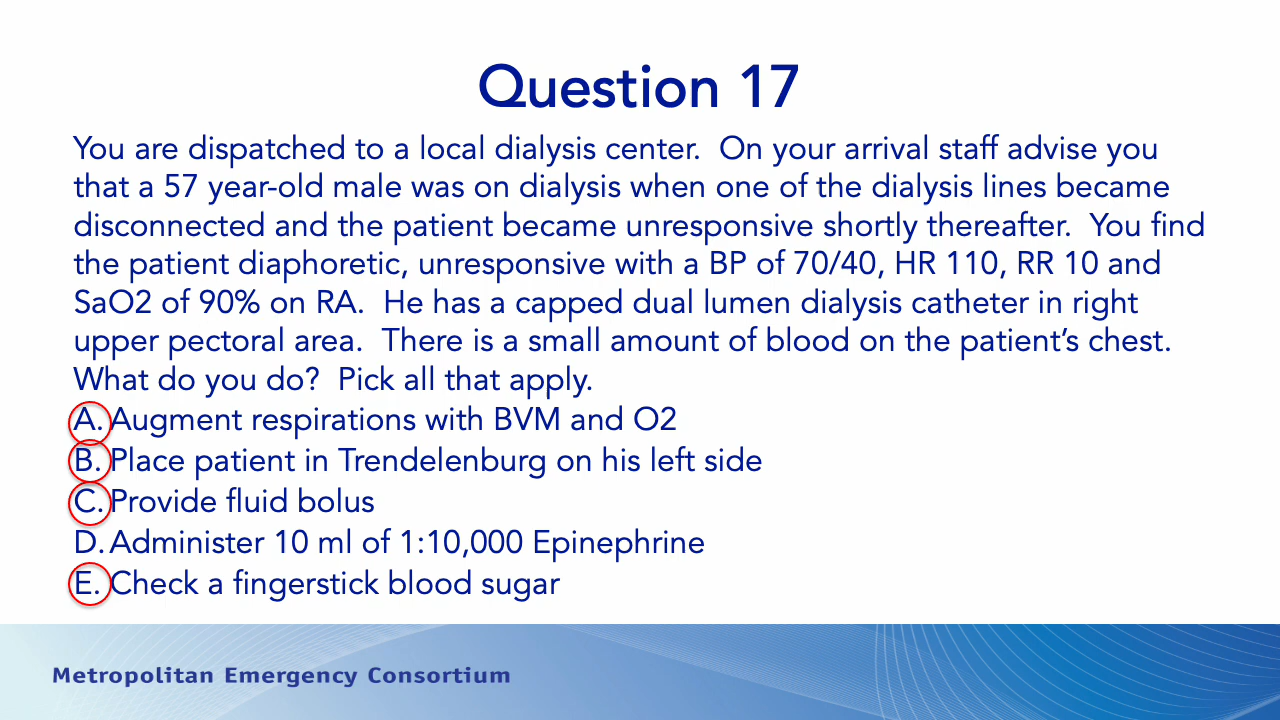 Question 17
You are dispatched to a local dialysis center.  On your arrival staff advise you
that a 57 year-old male was on dialysis when one of the dialysis lines became
disconnected and the patient became unresponsive shortly thereafter.  You find
the patient diaphoretic, unresponsive with a BP of 70/40, HR 110, RR 10 and
SaO2 of 90% on RA.  He has a capped dual lumen dialysis catheter in right
upper pectoral area.  There is a small amount of blood on the patient’s chest.
What do you do?  Pick all that apply.
A. Augment respirations with BVM and O2
B. Place patient in Trendelenburg on his left side
C. Provide fluid bolus
D. Administer 10 ml of 1:10,000 Epinephrine
E. Check a fingerstick blood sugar
Metropolitan Emergency Consortium